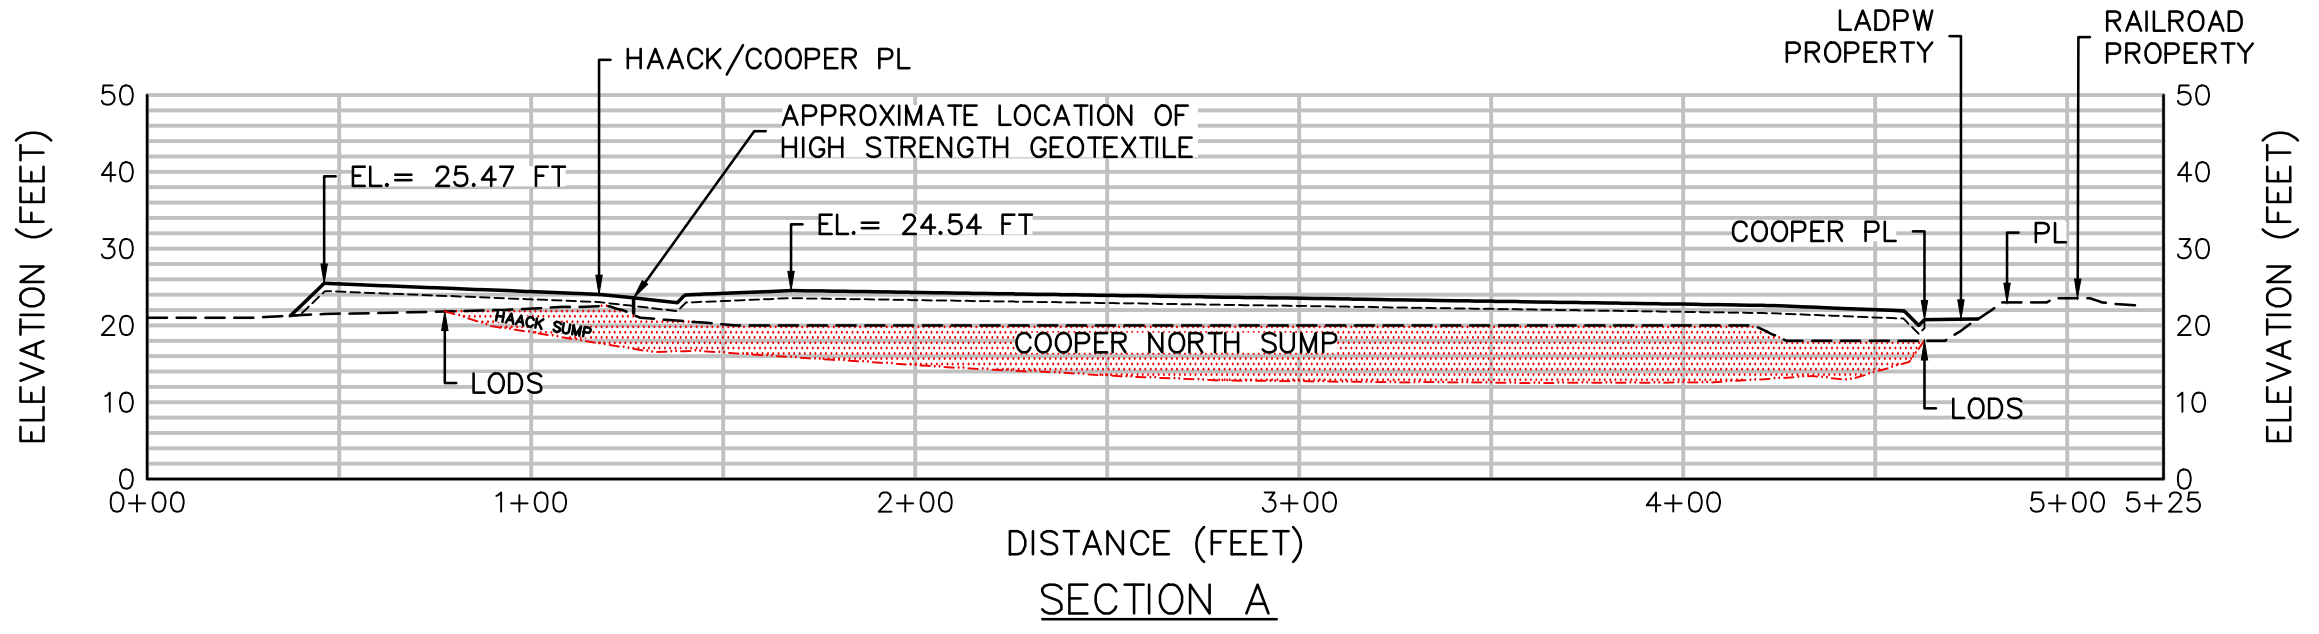 LADPW
PROPERTY
RAILROAD
PROPERTY
HAACK/COOPER PL
APPROXIMATE LOCATION OF
HIGH STRENGTH GEOTEXTILE
EL.= 25.47 FT
EL.= 24.54 FT
COOPER PL
PL
HAACK SUMP
COOPER NORTH SUMP
LODS
LODS
ELEVATION (FEET)
50
40
30
20
10
0
50
40
30
20
10
0
ELEVATION (FEET)
0+00 1+00 2+00 3+00 4+00 5+00 5+25
DISTANCE (FEET)
SECTION A